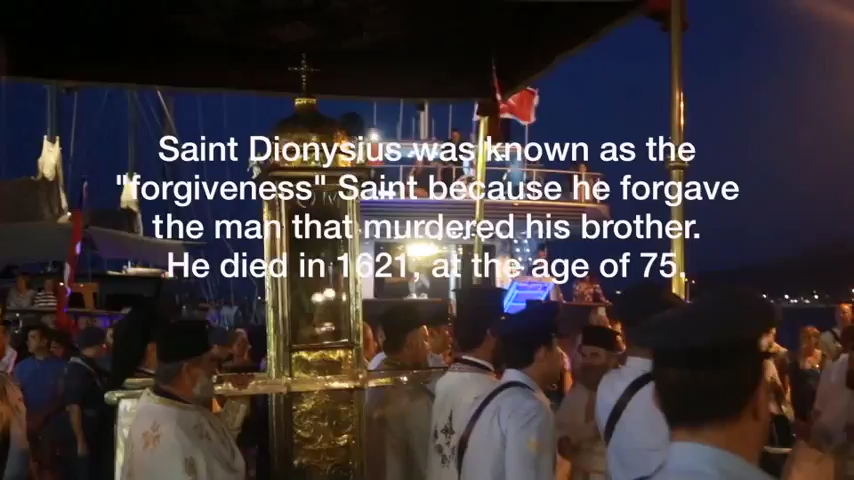 Saint Dionysius was known as the
"forgiveness" Saint because he forgave
the man that murdered his brother.
He died in 1621, at the age of 75.